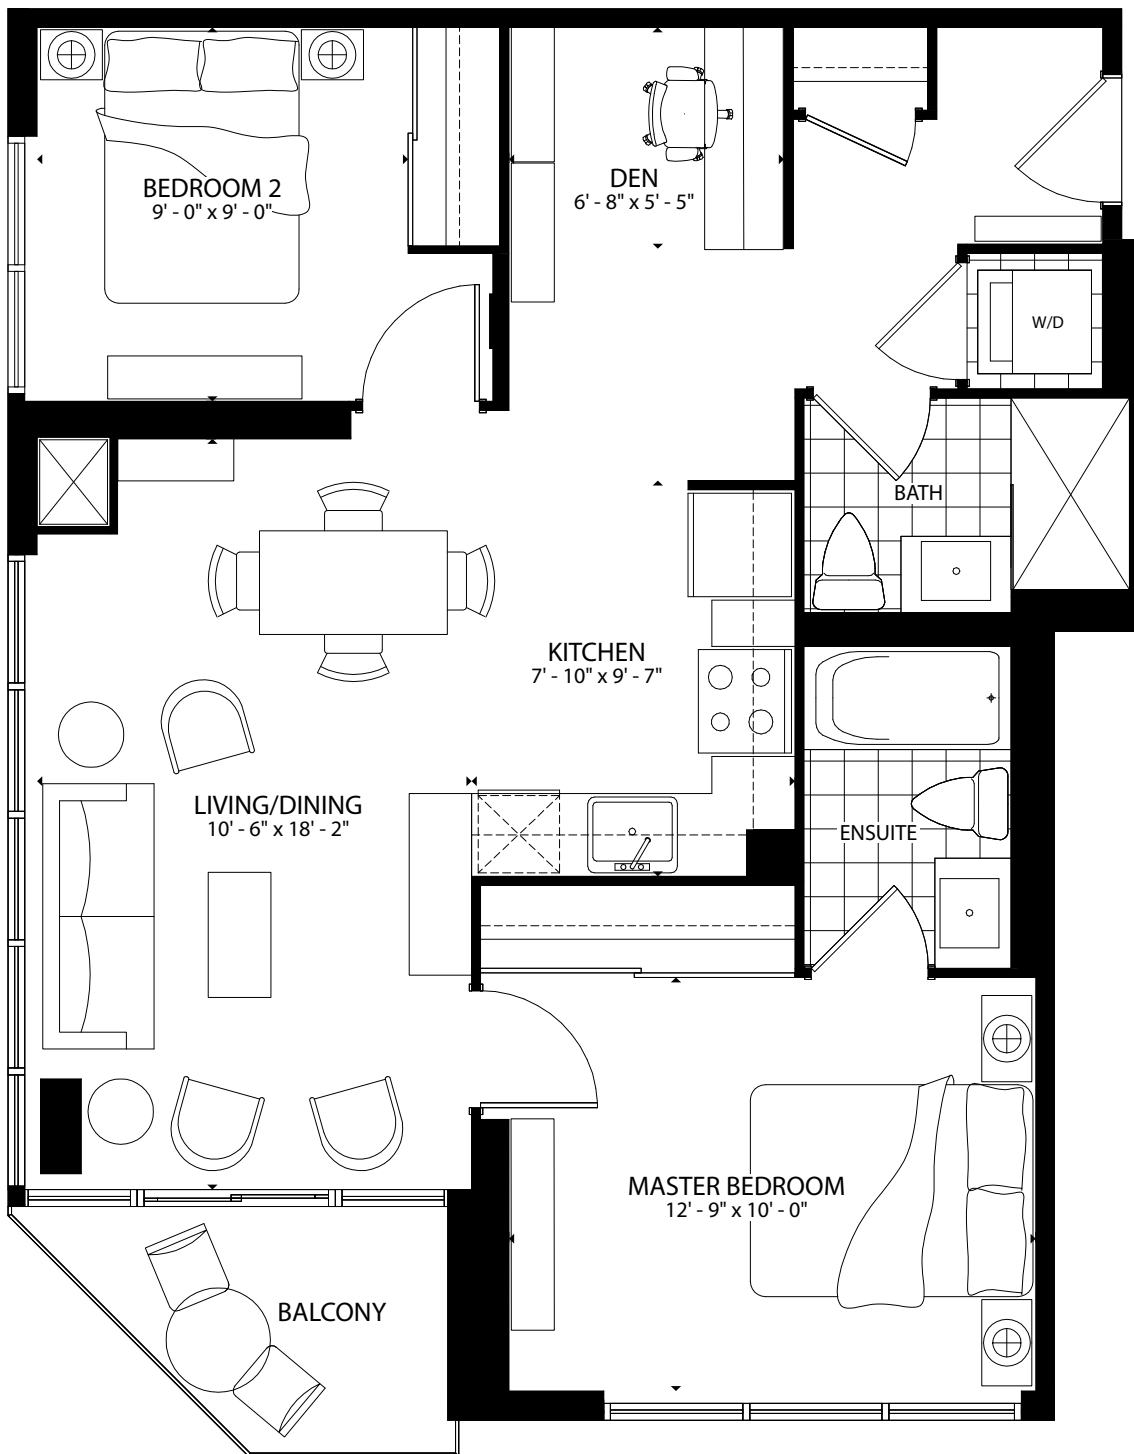 BEDROOM 2
9' - 0" x 9' - 0"
DEN
6' - 8" x 5' - 5"
W/D
BATH
KITCHEN
7' - 10" x 9' - 7"
LIVING/DINING
10' - 6" x 18' - 2"
ENSUITE
MASTER BEDROOM
12' - 9" x 10' - 0"
BALCONY